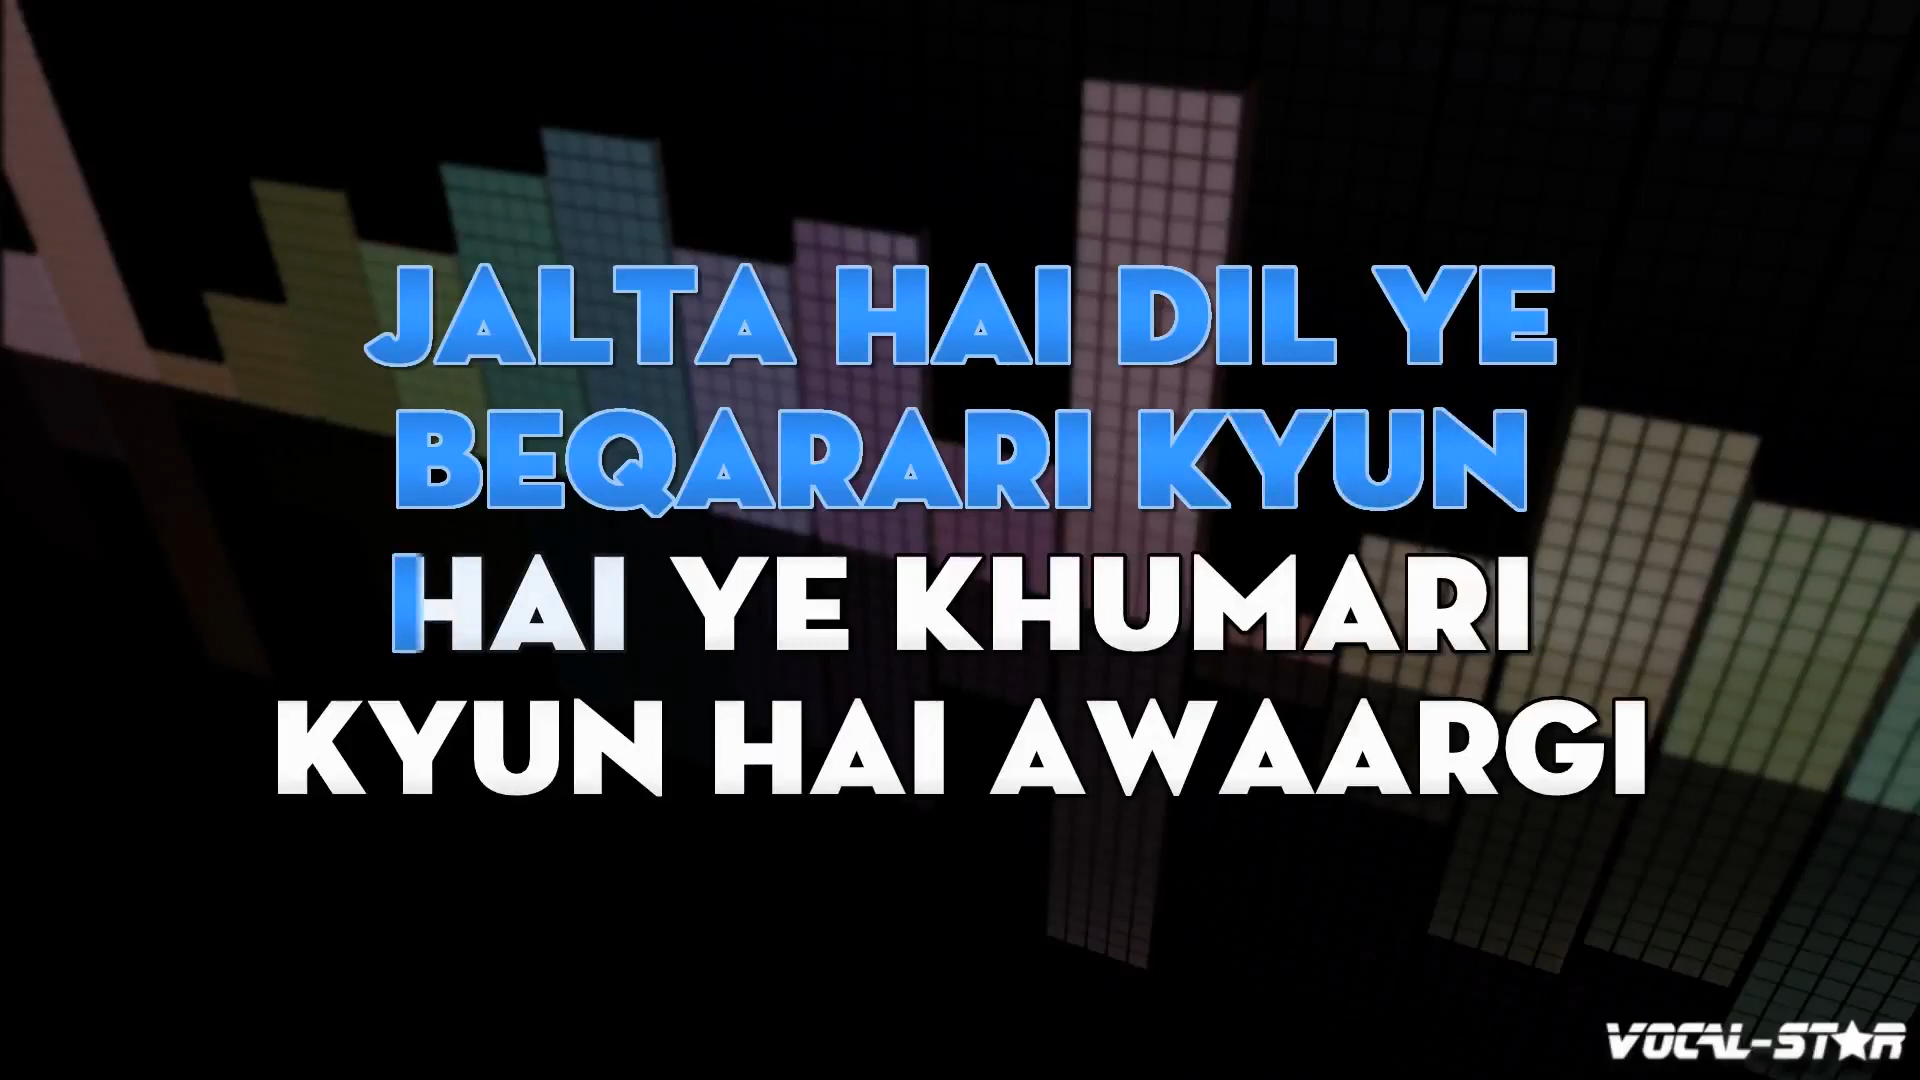 JALTA HAI DIL YE
BEQARARI KYUN
HAI YE KHUMARI
KYUN HAI AWAARGI
VOCAL-STAR